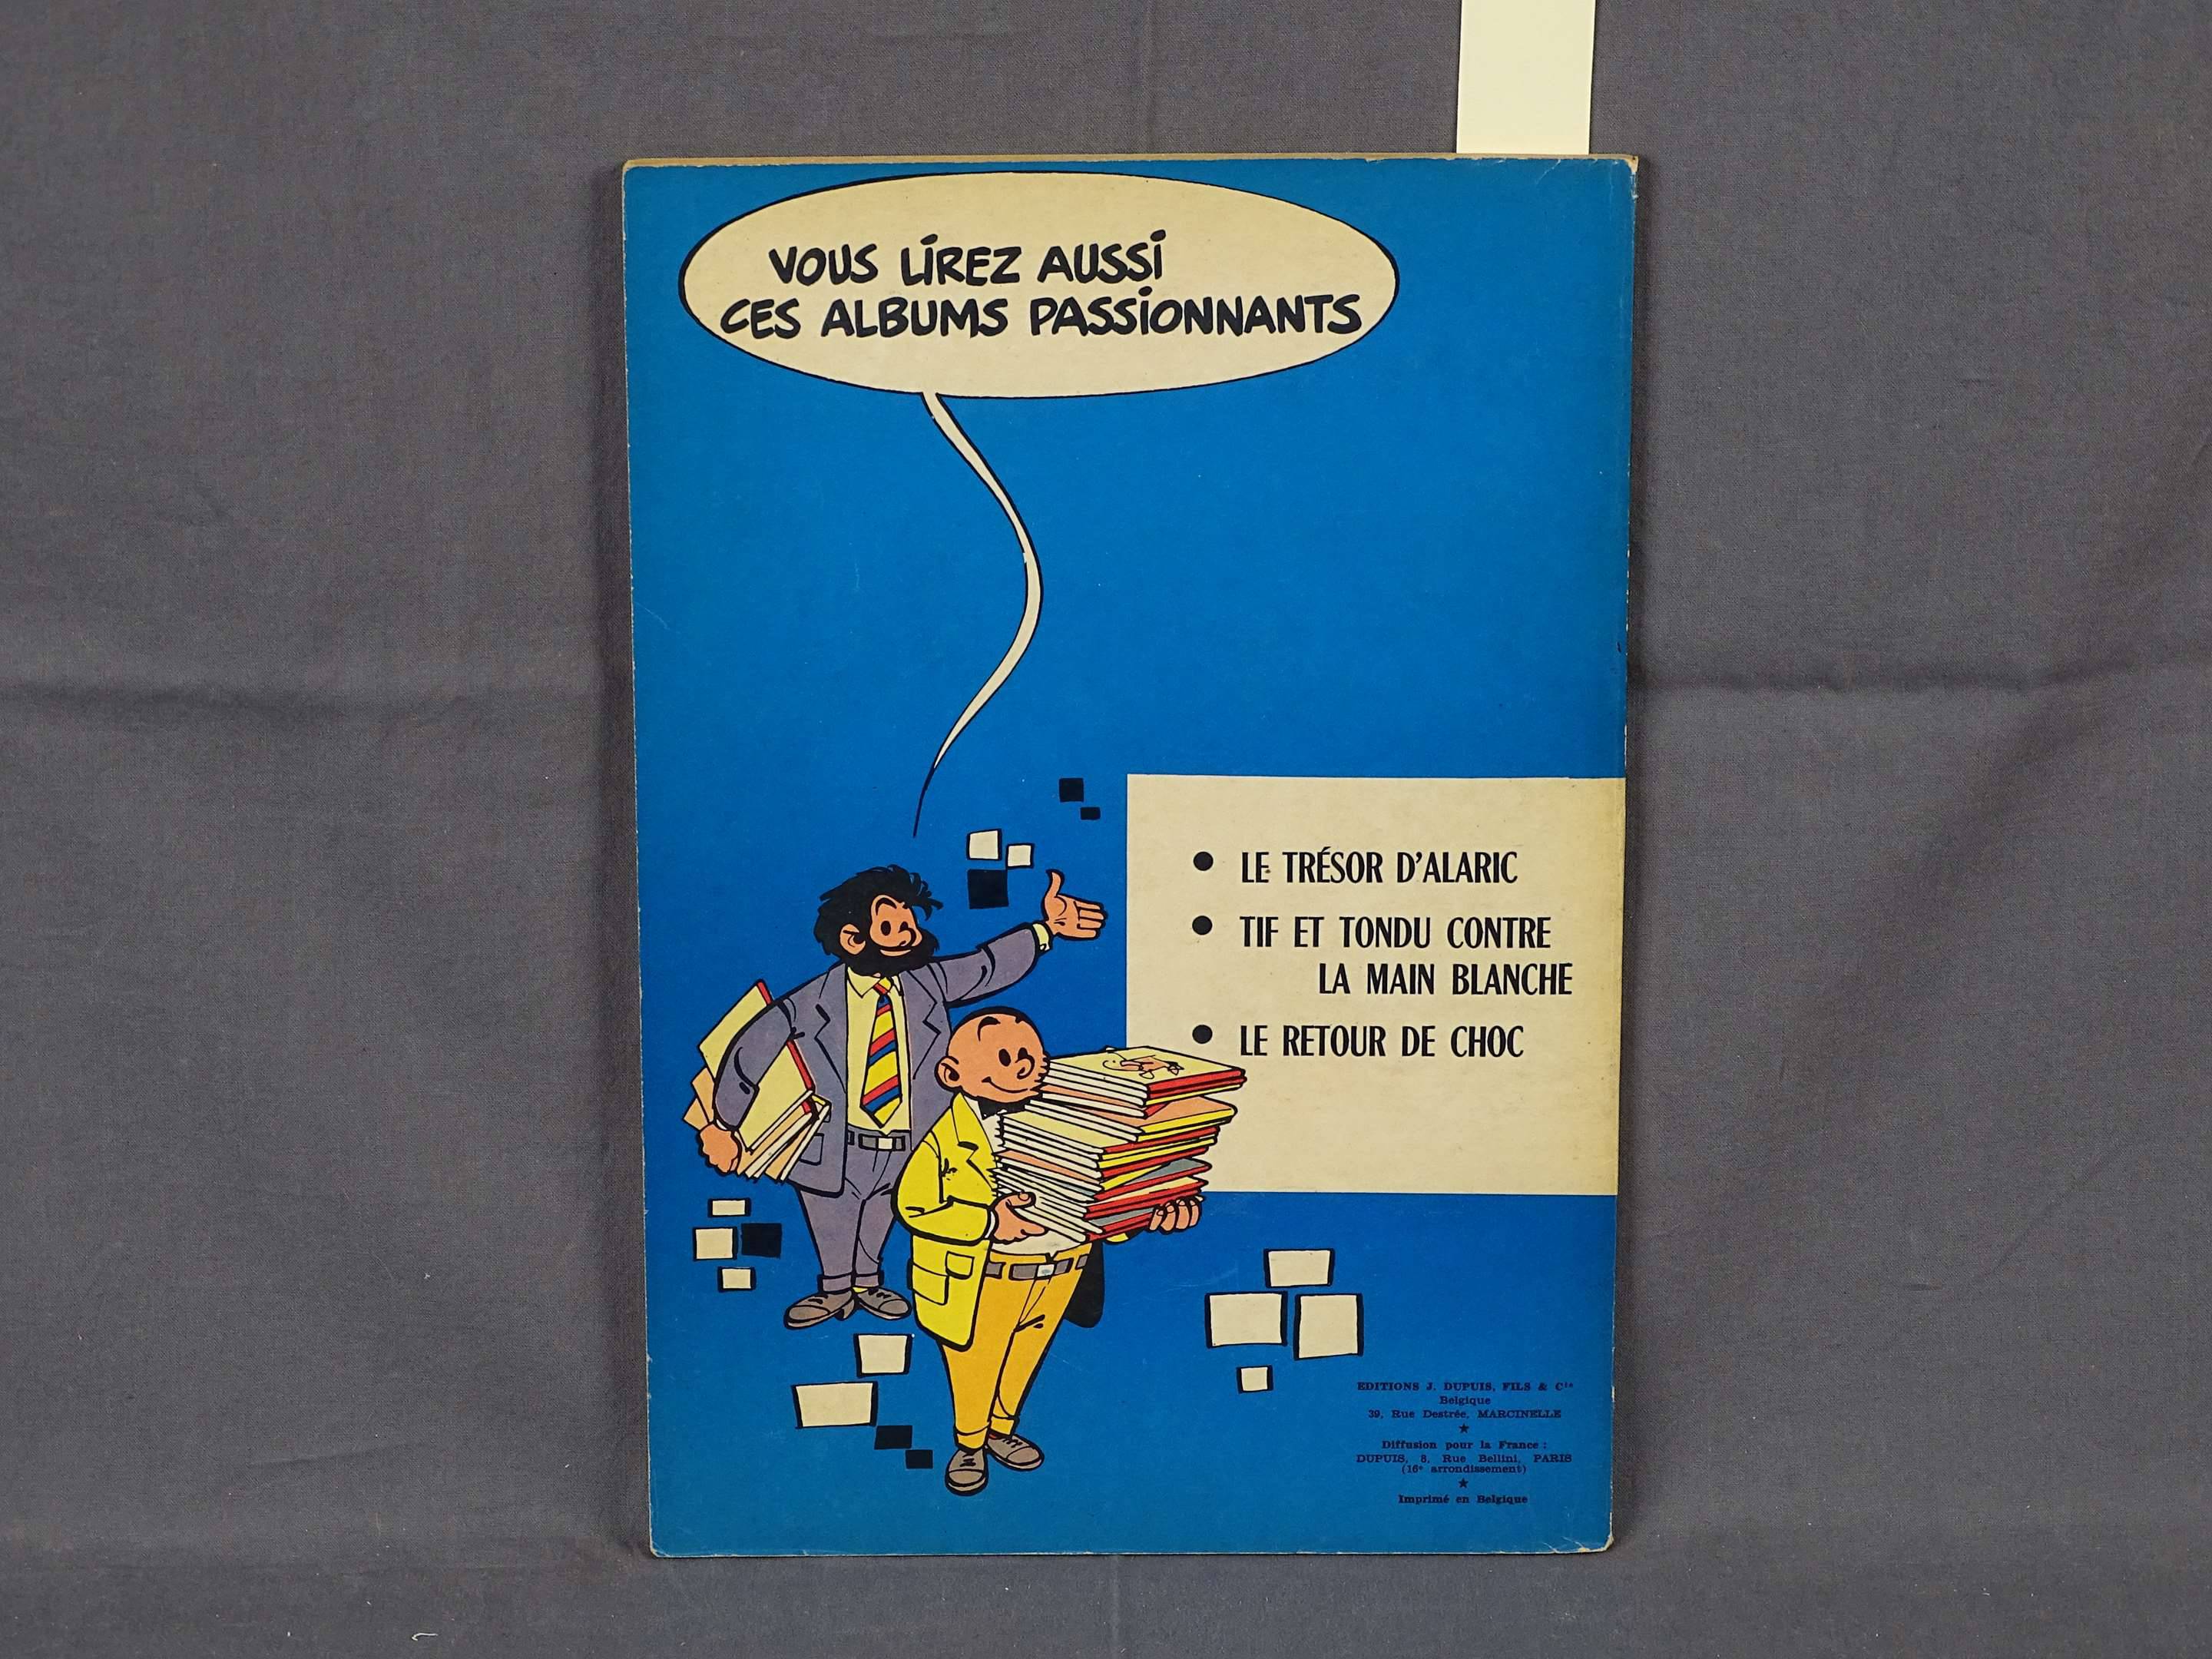 VOUS LIREZ AUSSI
CES ALBUMS PASSIONNANTS
● LE TRÉSOR D'ALARIC
● TIF ET TONDU CONTRE
LA MAIN BLANCHE
● LE RETOUR DE CHOC
EDITIONS J. DUPUIS, FILS & Cie
Belgique
39, Rue Destrée, MARCINELLE
★
Diffusion pour la France :
DUPUIS, 8, Rue Bellini, PARIS
(16e arrondissement)
★
Imprimé en Belgique